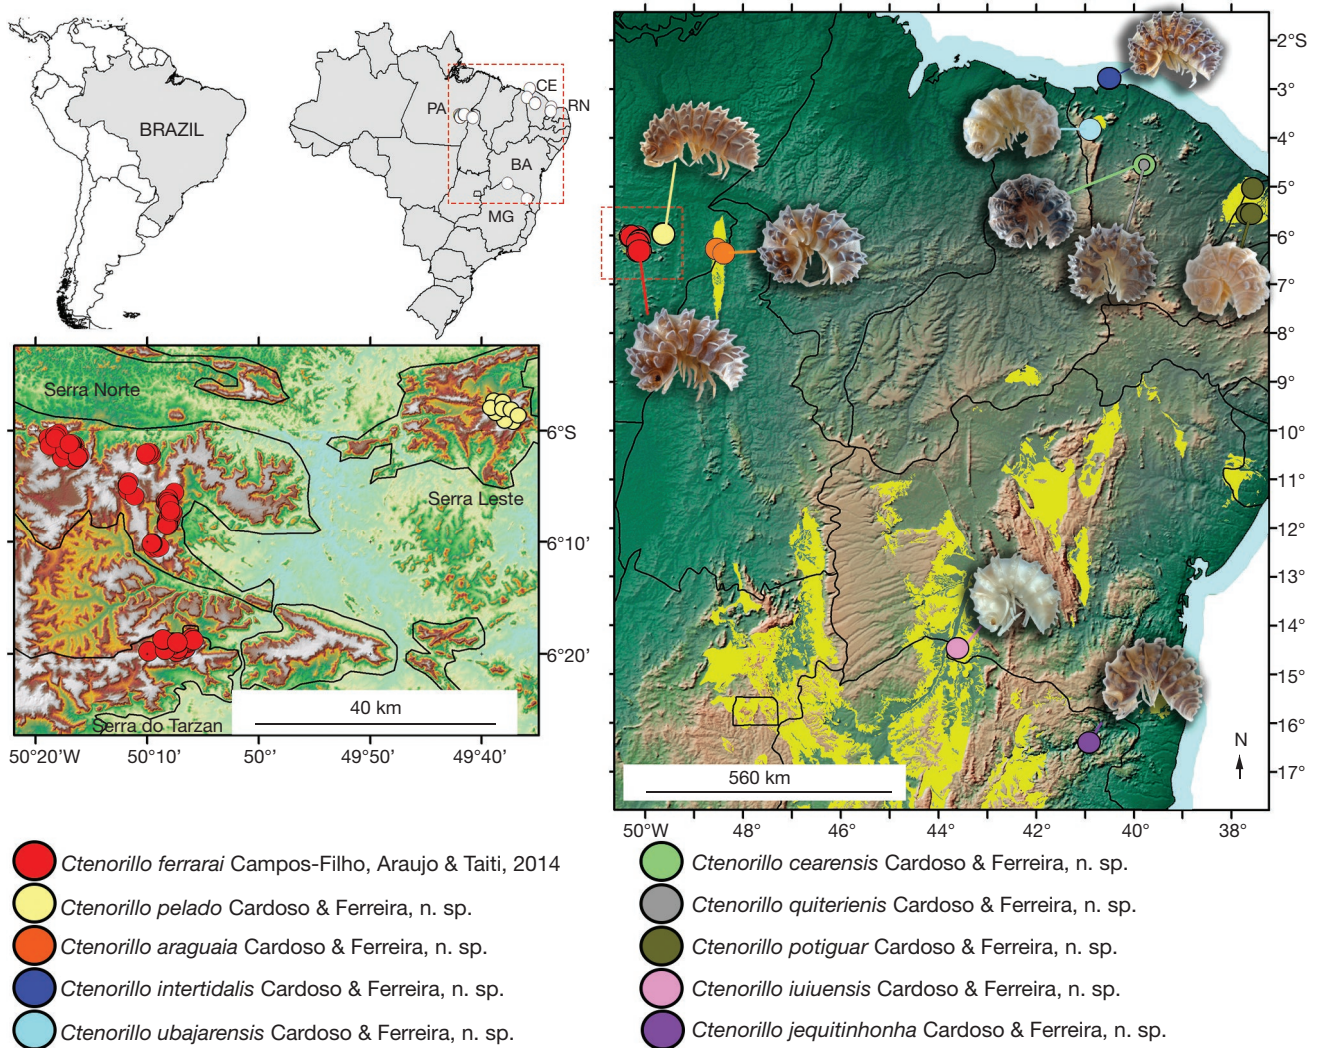 BRAZIL
CE
PA
RN
BA
MG
2°S
3°
4°
5°
6°
7°
8°
9°
10°
11°
12°
13°
14°
15°
16°
17°
N
560 km
50°W
48°
46°
44°
42°
40°
38°
Serra Norte
6°S
Serra Leste
6°10'
6°20'
40 km
Serra do Tarzan
50°20'W
50°10'
50°
49°50'
49°40'
Ctenorillo ferrarai Campos-Filho, Araujo & Taiti, 2014
Ctenorillo pelado Cardoso & Ferreira, n. sp.
Ctenorillo araguaia Cardoso & Ferreira, n. sp.
Ctenorillo intertidalis Cardoso & Ferreira, n. sp.
Ctenorillo ubajarensis Cardoso & Ferreira, n. sp.
Ctenorillo cearensis Cardoso & Ferreira, n. sp.
Ctenorillo quiterienis Cardoso & Ferreira, n. sp.
Ctenorillo potiguar Cardoso & Ferreira, n. sp.
Ctenorillo iuiuensis Cardoso & Ferreira, n. sp.
Ctenorillo jequitinhonha Cardoso & Ferreira, n. sp.